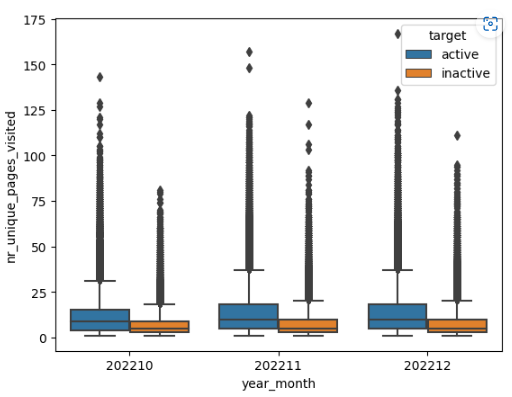 175
150
125
100
75
50
25
0
nr_unique_pages_visited
target
active
inactive
202210
202211
202212
year_month